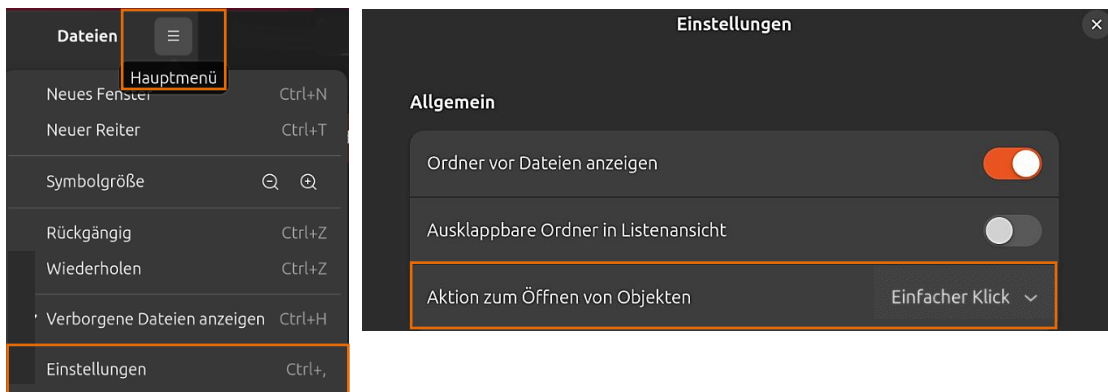 Dateien
Hauptmenü
Neues Fenster Ctrl+N
Neuer Reiter Ctrl+T
Symbolgröße
Rückgängig Ctrl+Z
Wiederholen Ctrl+Z
Verborgene Dateien anzeigen Ctrl+H
Einstellungen Ctrl+,
Einstellungen
Allgemein
Ordner vor Dateien anzeigen
Ausklappbare Ordner in Listenansicht
Aktion zum Öffnen von Objekten Einfacher Klick